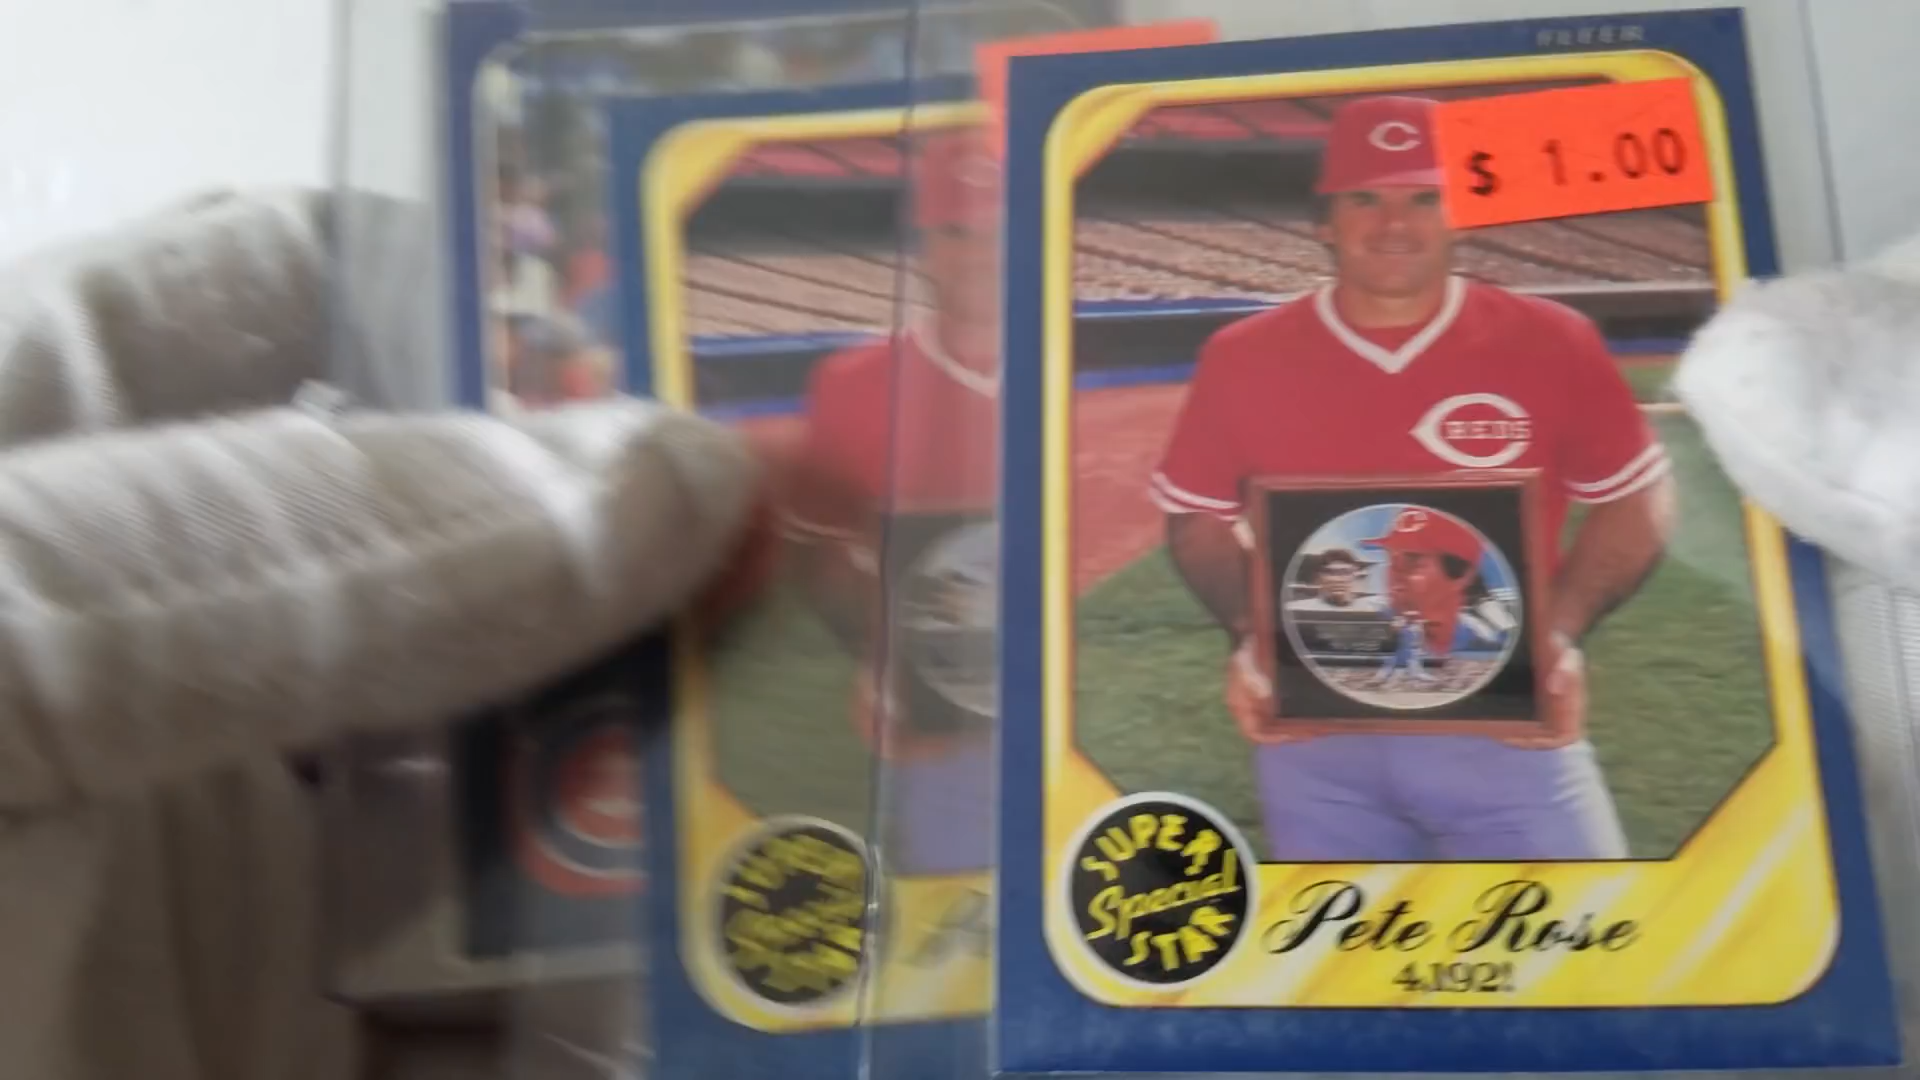 FLEER
$ 1.00
C
REDS
C
SUPER
Special
STAR
Pete Rose
4,192!